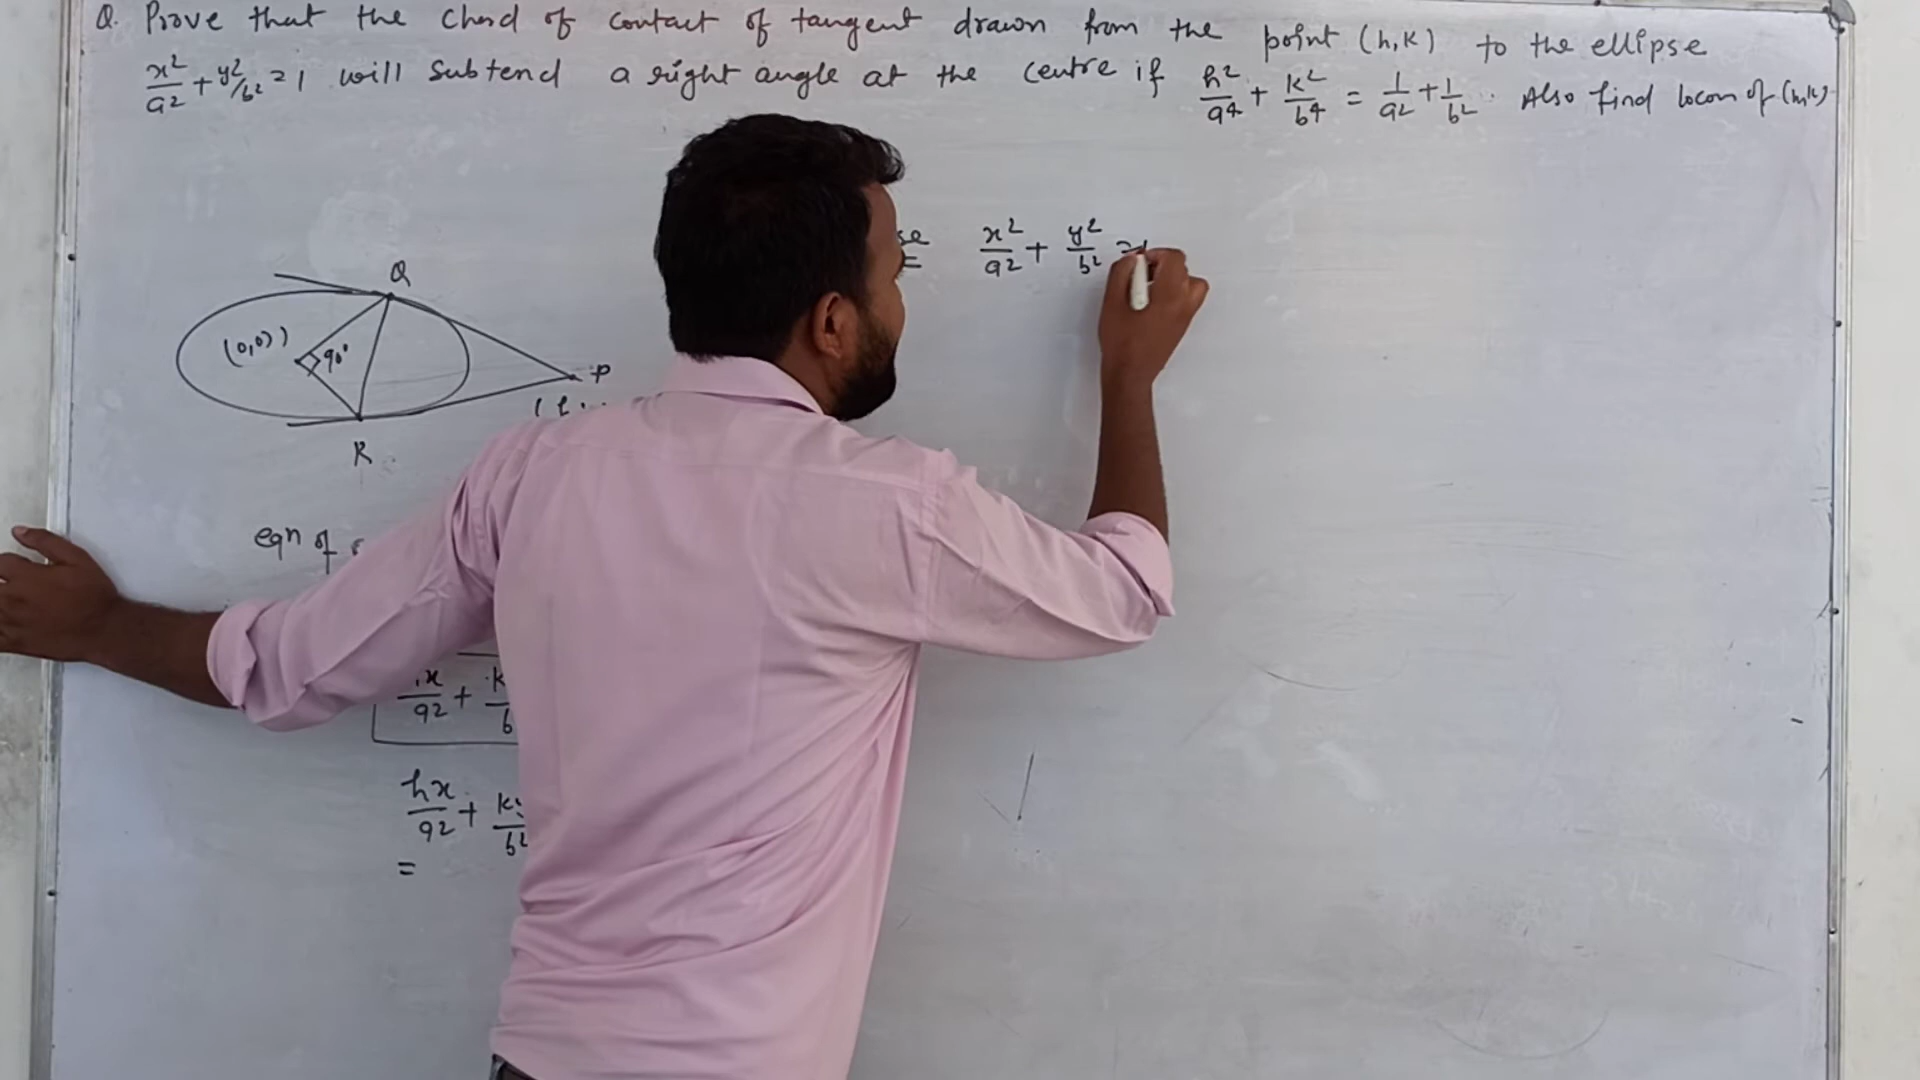 Q. Prove that the Chord of contact of tangent drawn from the point (h,k) to the ellipse
x²/a² + y²/b² = 1 will subtend a right angle at the centre if h²/a⁴ + k²/b⁴ = 1/a² + 1/b². Also find locus of (h,k)
se x²/a² + y²/b² =
Q
(0,0)
90°
P
R
eqn of
x/a² + k/b
hx/a² + ky/b²
=